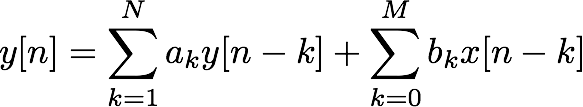 y[n] = \sum_{k=1}^{N} a_k y[n-k] + \sum_{k=0}^{M} b_k x[n-k]